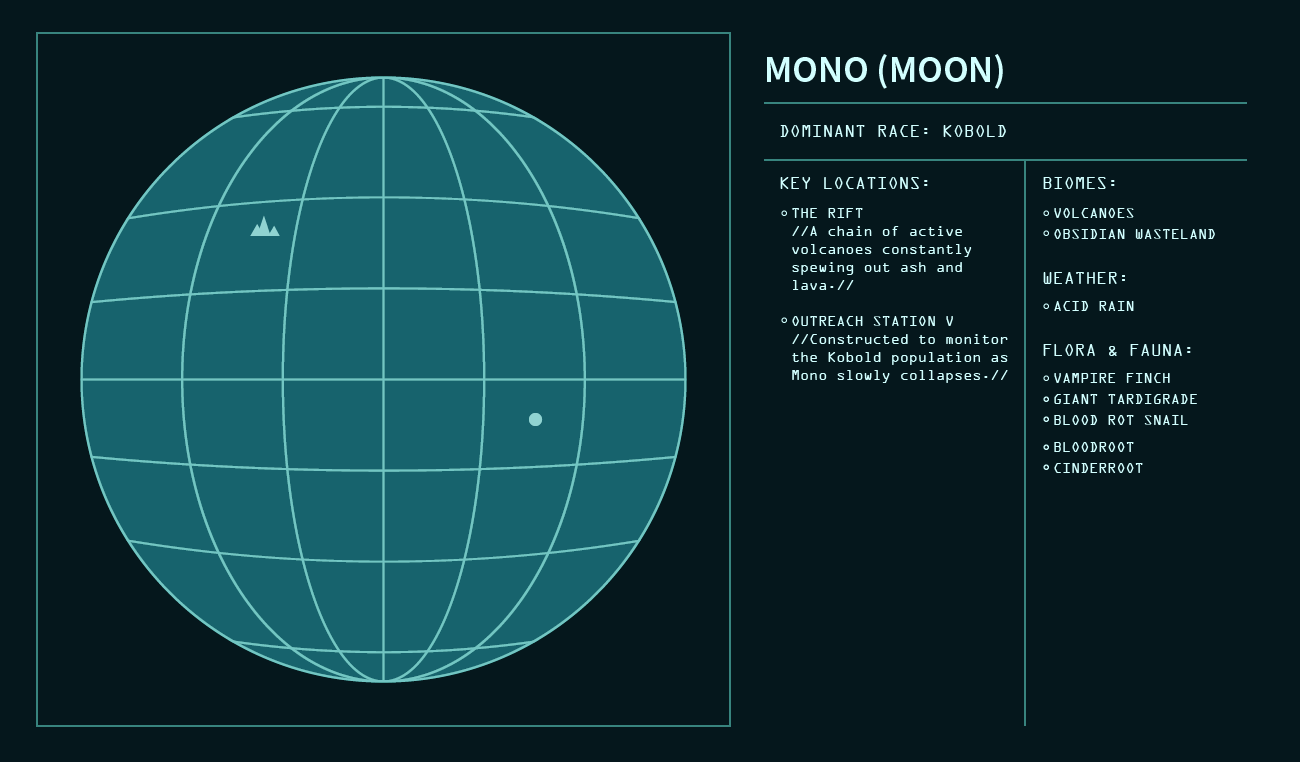 MONO (MOON)
DOMINANT RACE: KOBOLD
KEY LOCATIONS:
THE RIFT
//A chain of active
volcanoes constantly
spewing out ash and
lava.//
OUTREACH STATION V
//Constructed to monitor
the Kobold population as
Mono slowly collapses.//
BIOMES:
VOLCANOES
OBSIDIAN WASTELAND
WEATHER:
ACID RAIN
FLORA & FAUNA:
VAMPIRE FINCH
GIANT TARDIGRADE
BLOOD ROT SNAIL
BLOODROOT
CINDERROOT